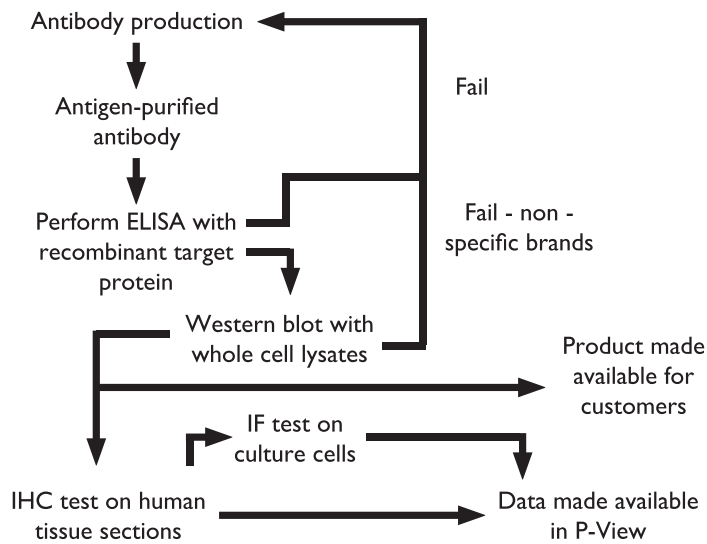 Antibody production
Fail
Antigen-purified
antibody
Perform ELISA with
recombinant target
protein
Fail - non -
specific brands
Western blot with
whole cell lysates
Product made
available for
customers
IF test on
culture cells
IHC test on human
tissue sections
Data made available
in P-View